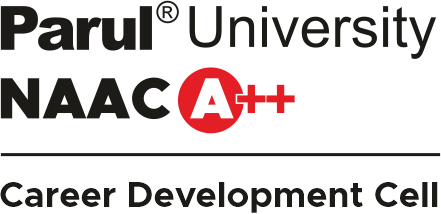 Parul® University
NAAC A++
Career Development Cell